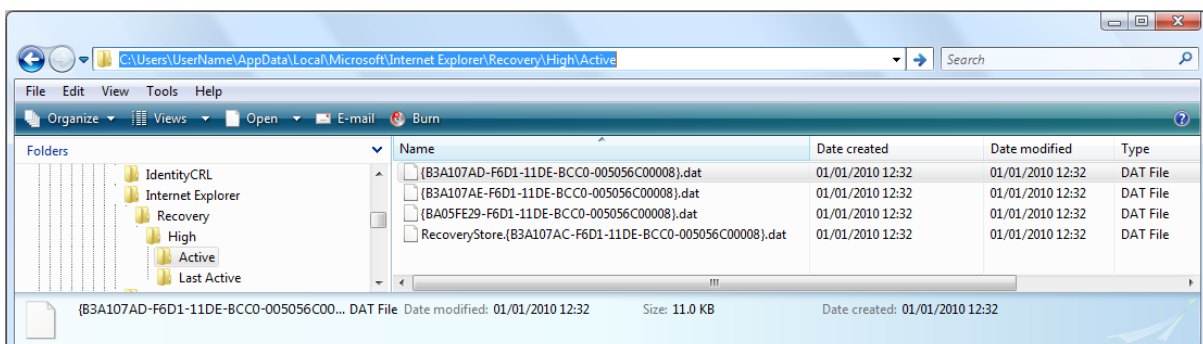 C:\Users\UserName\AppData\Local\Microsoft\Internet Explorer\Recovery\High\Active
Search
File Edit View Tools Help
Organize Views Open E-mail Burn
Folders
Name Date created Date modified Type
IdentityCRL
Internet Explorer
Recovery
High
Active
Last Active
{B3A107AD-F6D1-11DE-BCC0-005056C00008}.dat 01/01/2010 12:32 01/01/2010 12:32 DAT File
{B3A107AE-F6D1-11DE-BCC0-005056C00008}.dat 01/01/2010 12:32 01/01/2010 12:32 DAT File
{BA05FE29-F6D1-11DE-BCC0-005056C00008}.dat 01/01/2010 12:32 01/01/2010 12:32 DAT File
RecoveryStore.{B3A107AC-F6D1-11DE-BCC0-005056C00008}.dat 01/01/2010 12:32 01/01/2010 12:32 DAT File
{B3A107AD-F6D1-11DE-BCC0-005056C00... DAT File Date modified: 01/01/2010 12:32 Size: 11.0 KB Date created: 01/01/2010 12:32